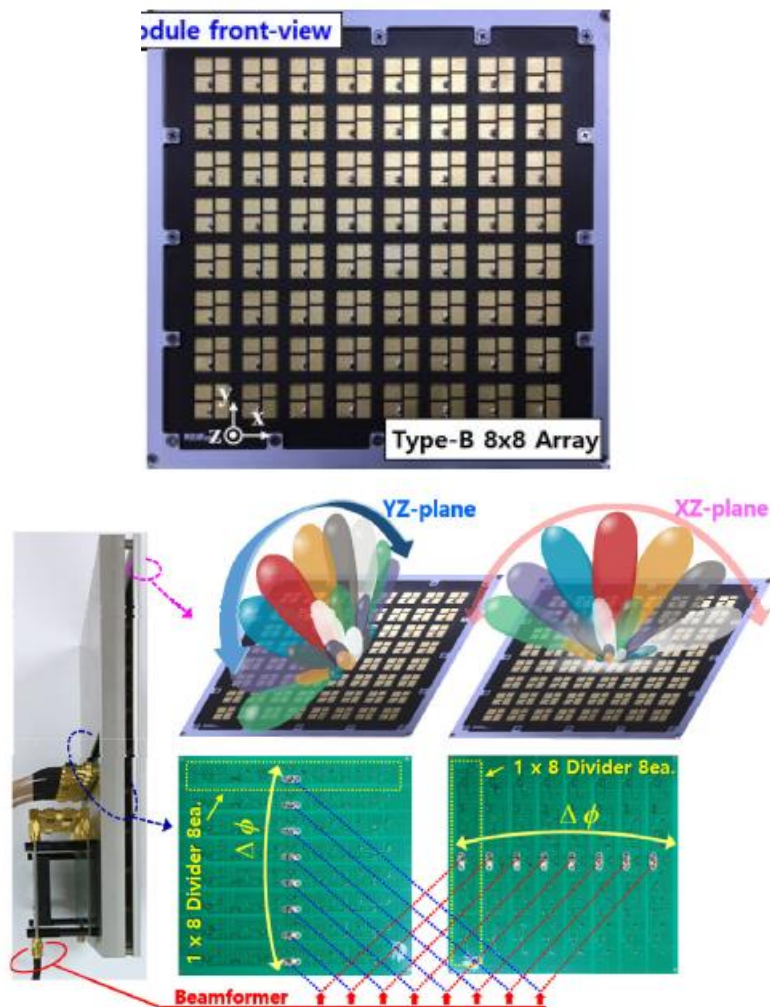 odule front-view
Y
X
Z
Type-B 8x8 Array
YZ-plane
XZ-plane
1 x 8 Divider 8ea.
Δ ϕ
1 x 8 Divider 8ea.
Δ ϕ
Beamformer